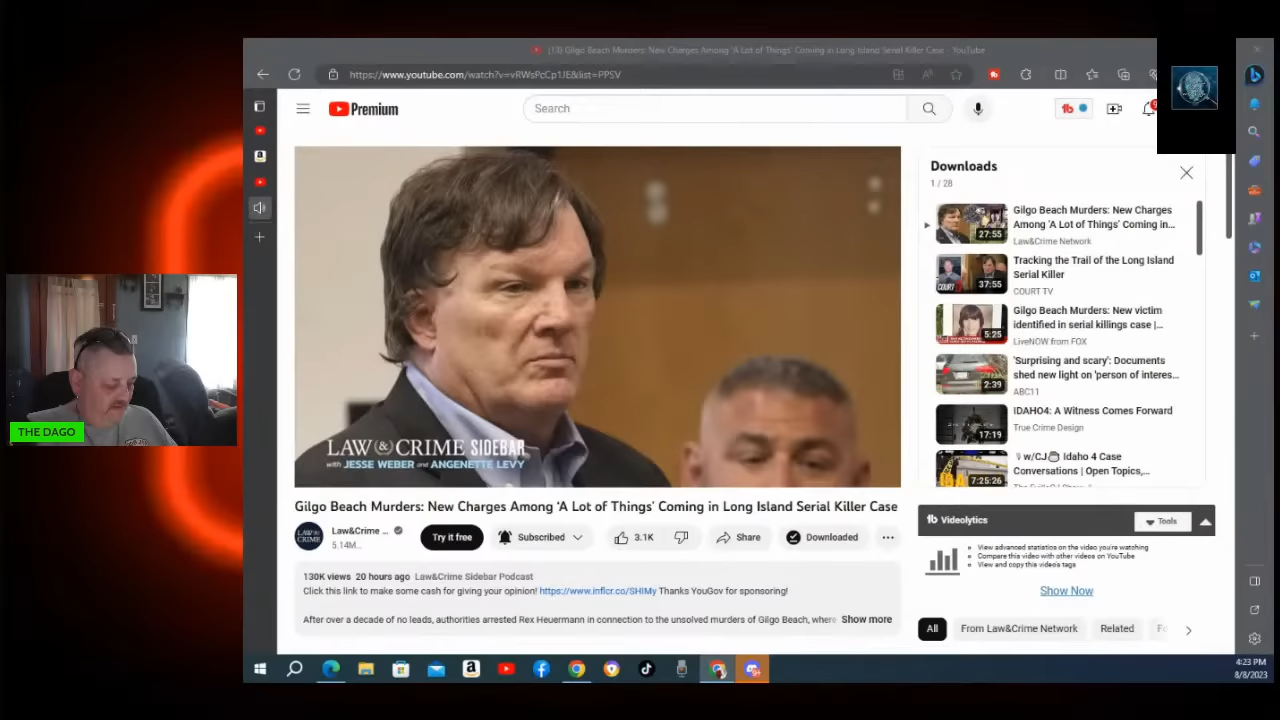 (13) Gilgo Beach Murders: New Charges Among 'A Lot of Things' Coming in Long Island Serial Killer Case - YouTube
https://www.youtube.com/watch?v=vRWsPcCp1JE&list=PPSV
Premium
Search
Downloads
1 / 28
Gilgo Beach Murders: New Charges
Among 'A Lot of Things' Coming in...
Law&Crime Network
27:55
Tracking the Trail of the Long Island
Serial Killer
COURT TV
37:55
COURT
Gilgo Beach Murders: New victim
identified in serial killings case |...
LiveNOW from FOX
5:25
'Surprising and scary': Documents
shed new light on 'person of interes...
ABC11
2:39
IDAHO4: A Witness Comes Forward
True Crime Design
17:19
w/CJ Idaho 4 Case
Conversations | Open Topics,...
7:25:26
THE DAGO
LAW & CRIME SIDEBAR
with JESSE WEBER and ANGENETTE LEVY
Gilgo Beach Murders: New Charges Among 'A Lot of Things' Coming in Long Island Serial Killer Case
LAW&
CRIME
Law&Crime ...
5.14M...
Try it free
Subscribed
3.1K
Share
Downloaded
130K views 20 hours ago Law&Crime Sidebar Podcast
Click this link to make some cash for giving your opinion! https://www.inflcr.co/SHIMy Thanks YouGov for sponsoring!
After over a decade of no leads, authorities arrested Rex Heuermann in connection to the unsolved murders of Gilgo Beach, where Show more
tb Videolytics
Tools
View advanced statistics on the video you're watching
Compare this video with other videos on YouTube
View and copy this video's tags
Show Now
All
From Law&Crime Network
Related
Fo
4:23 PM
8/8/2023